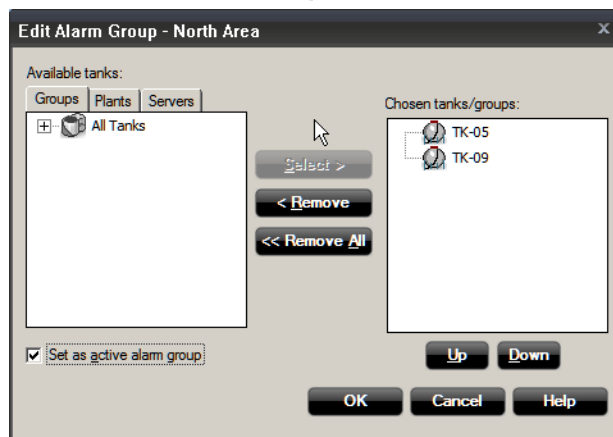 Edit Alarm Group - North Area
x
Available tanks:
Groups Plants Servers
All Tanks
Select >
< Remove
<< Remove All
Chosen tanks/groups:
TK-05
TK-09
Set as active alarm group
Up Down
OK Cancel Help